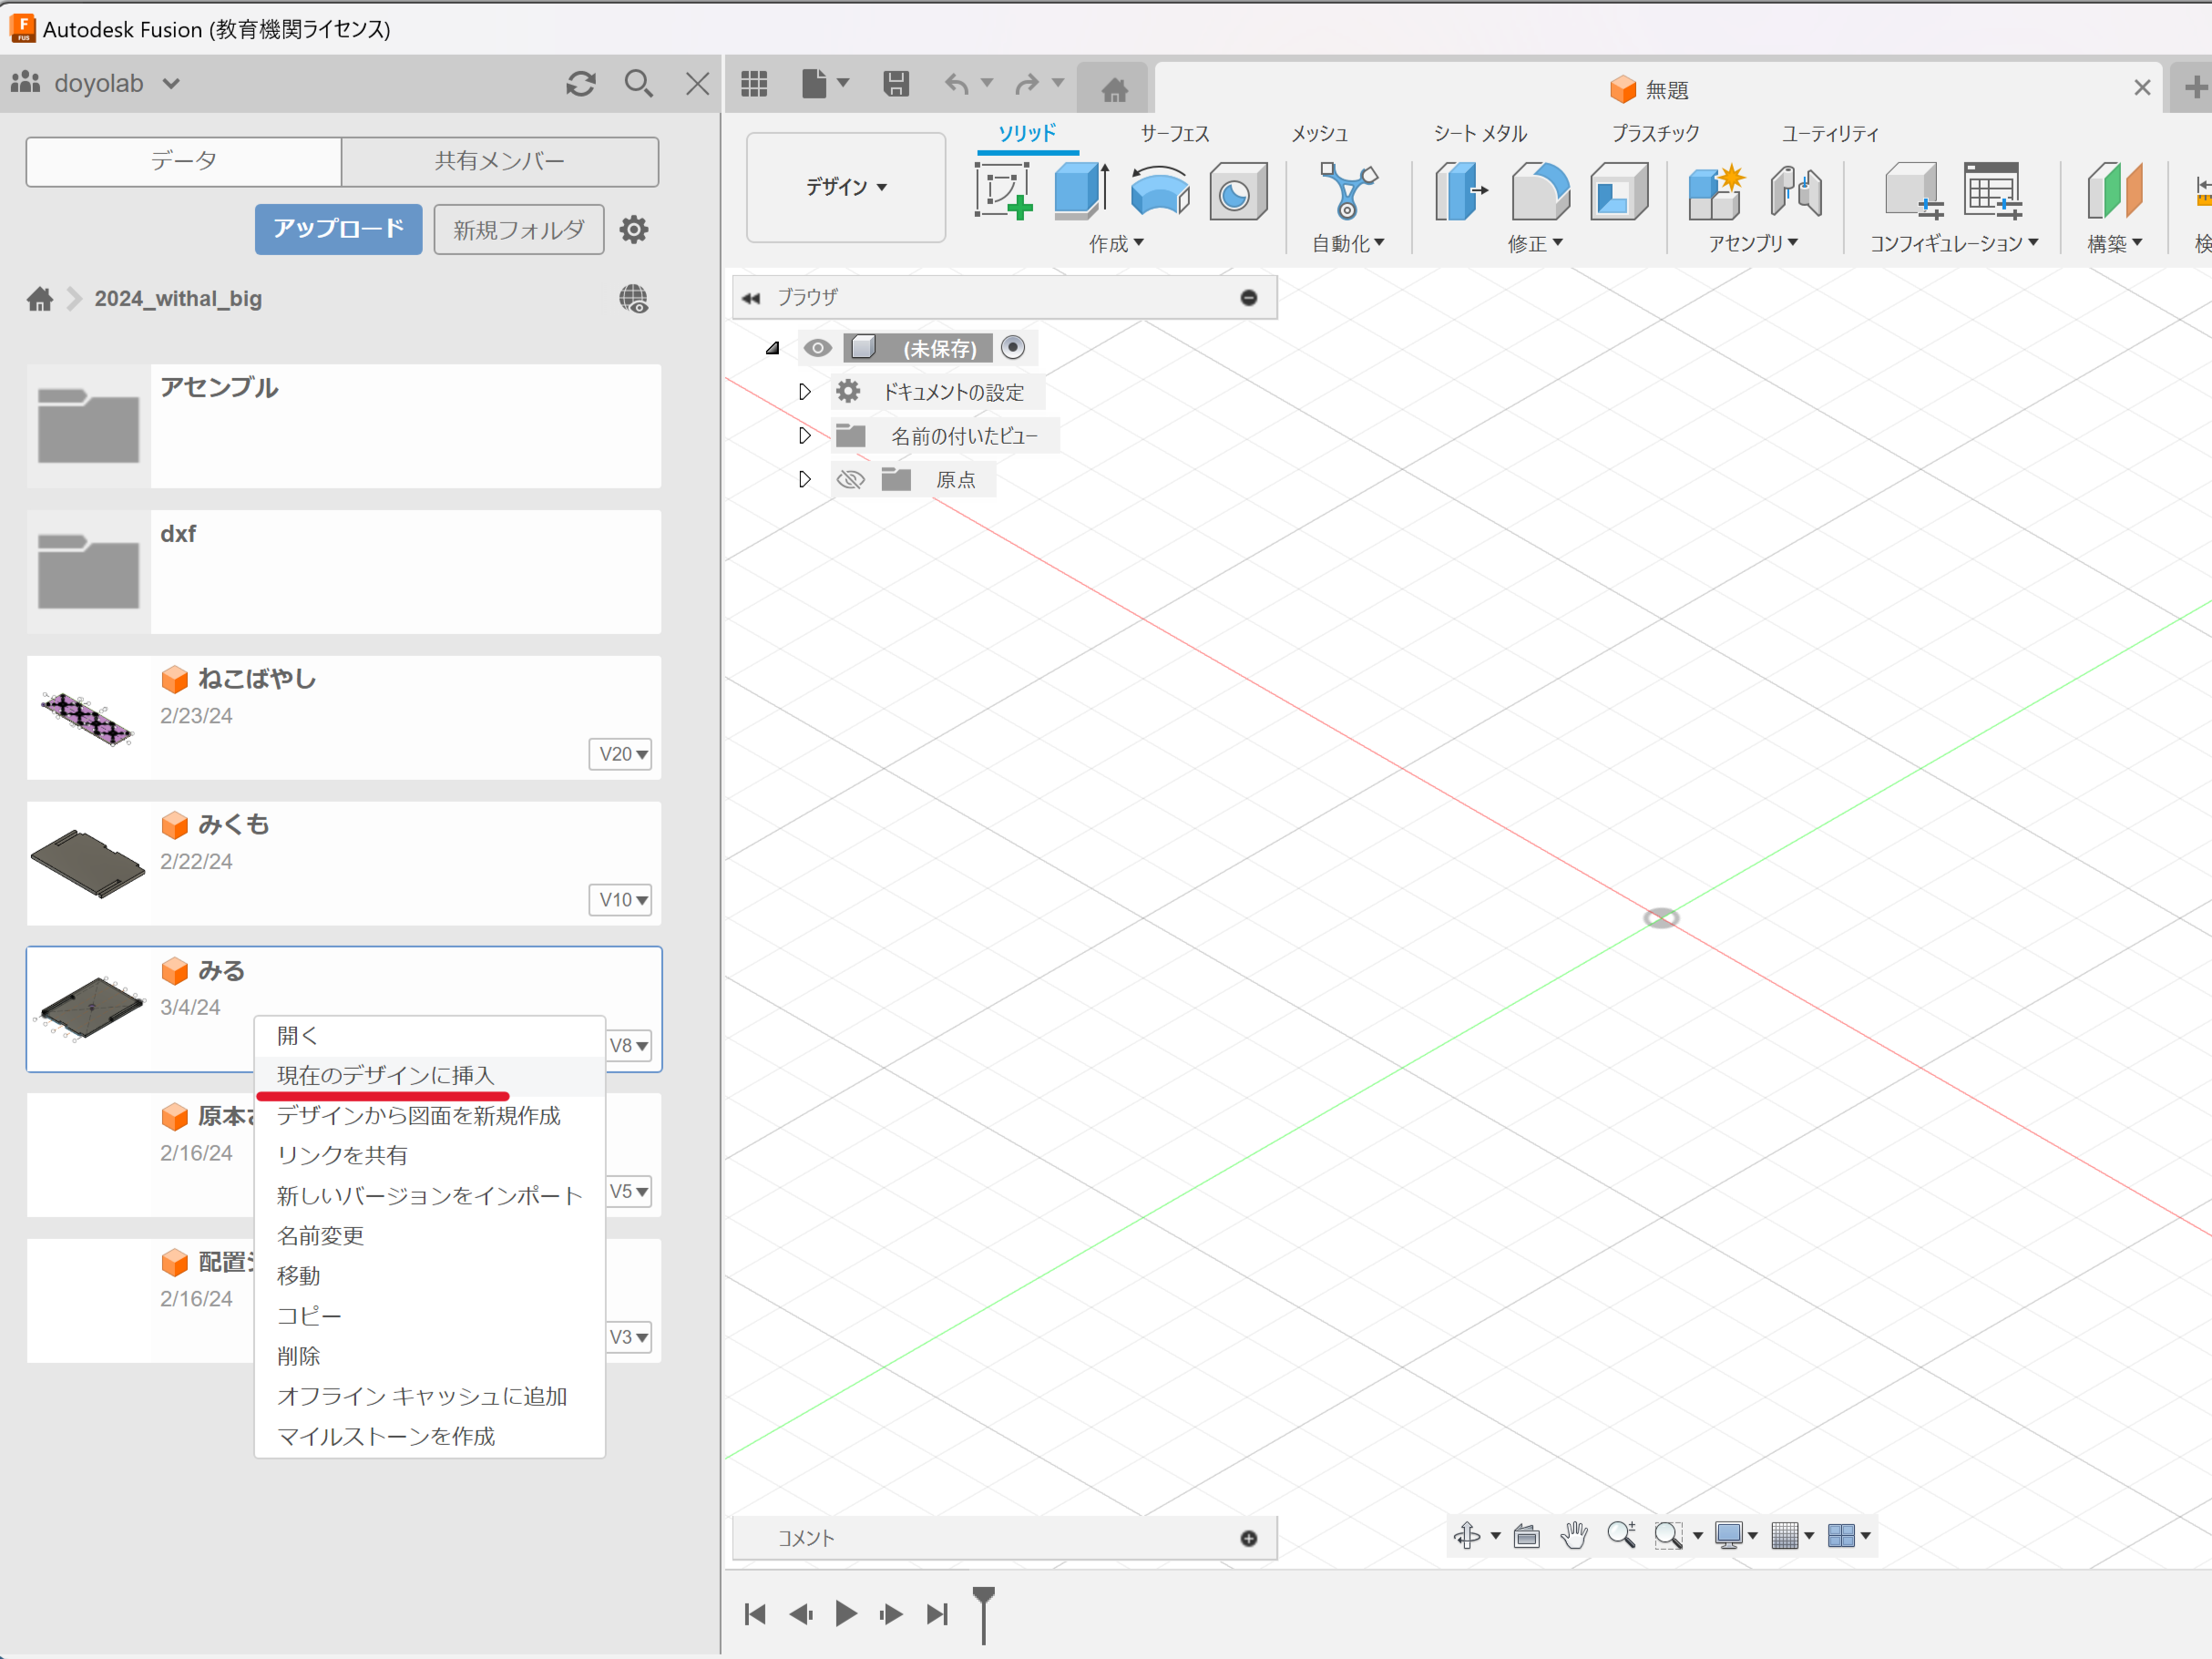 Autodesk Fusion (教育機関ライセンス)
doyolab
無題
データ
共有メンバー
アップロード
新規フォルダ
2024_withal_big
デザイン
ソリッド
サーフェス
メッシュ
シート メタル
プラスチック
ユーティリティ
作成
自動化
修正
アセンブリ
コンフィギュレーション
構築
検
ブラウザ
(未保存)
ドキュメントの設定
名前の付いたビュー
原点
アセンブル
dxf
ねこばやし
2/23/24
V20
みくも
2/22/24
V10
みる
3/4/24
V8
原本
2/16/24
V5
配置
2/16/24
V3
開く
現在のデザインに挿入
デザインから図面を新規作成
リンクを共有
新しいバージョンをインポート
名前変更
移動
コピー
削除
オフライン キャッシュに追加
マイルストーンを作成
コメント